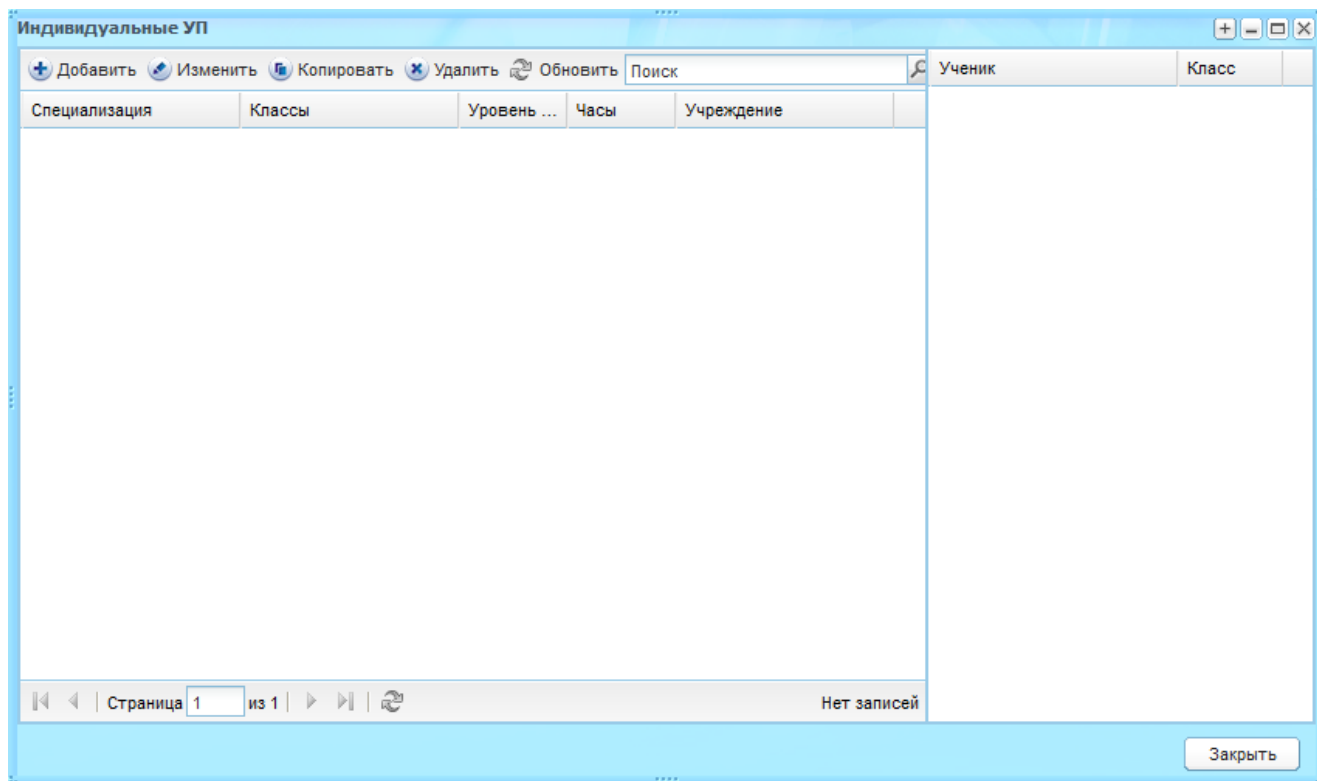 Индивидуальные УП
Добавить Изменить Копировать Удалить Обновить Поиск
Ученик Класс
Специализация Классы Уровень ... Часы Учреждение
Страница 1 из 1 Нет записей
Закрыть